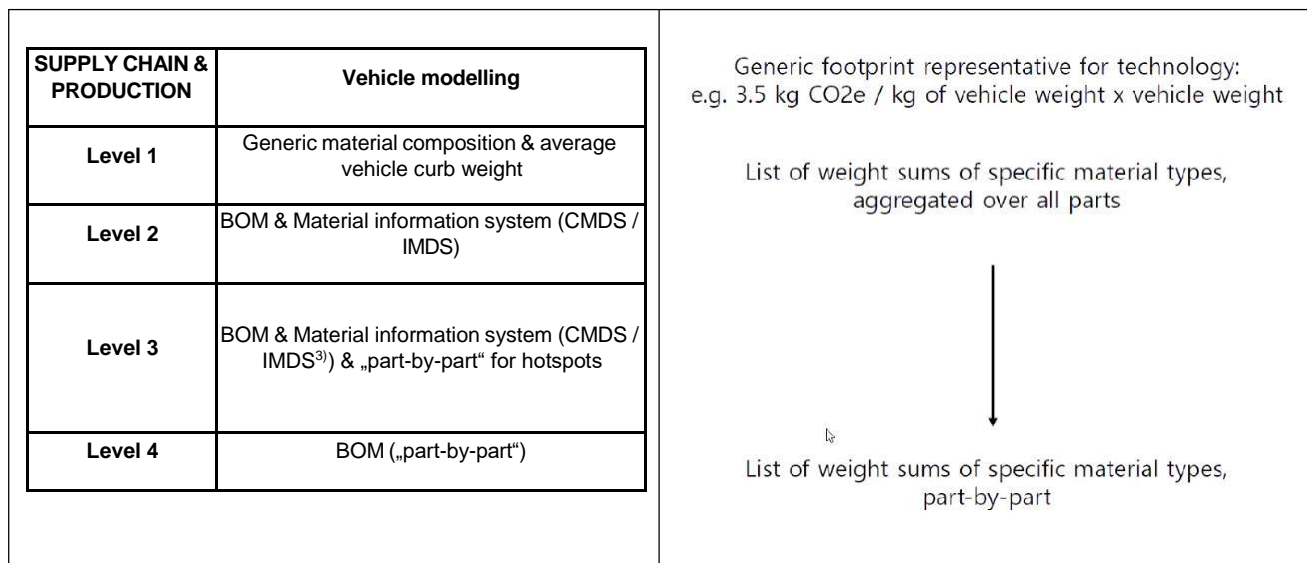 SUPPLY CHAIN &
PRODUCTION
Vehicle modelling
Level 1
Generic material composition & average
vehicle curb weight
Level 2
BOM & Material information system (CMDS /
IMDS)
Level 3
BOM & Material information system (CMDS /
IMDS3)) & „part-by-part“ for hotspots
Level 4
BOM („part-by-part“)
Generic footprint representative for technology:
e.g. 3.5 kg CO2e / kg of vehicle weight x vehicle weight
List of weight sums of specific material types,
aggregated over all parts
List of weight sums of specific material types,
part-by-part